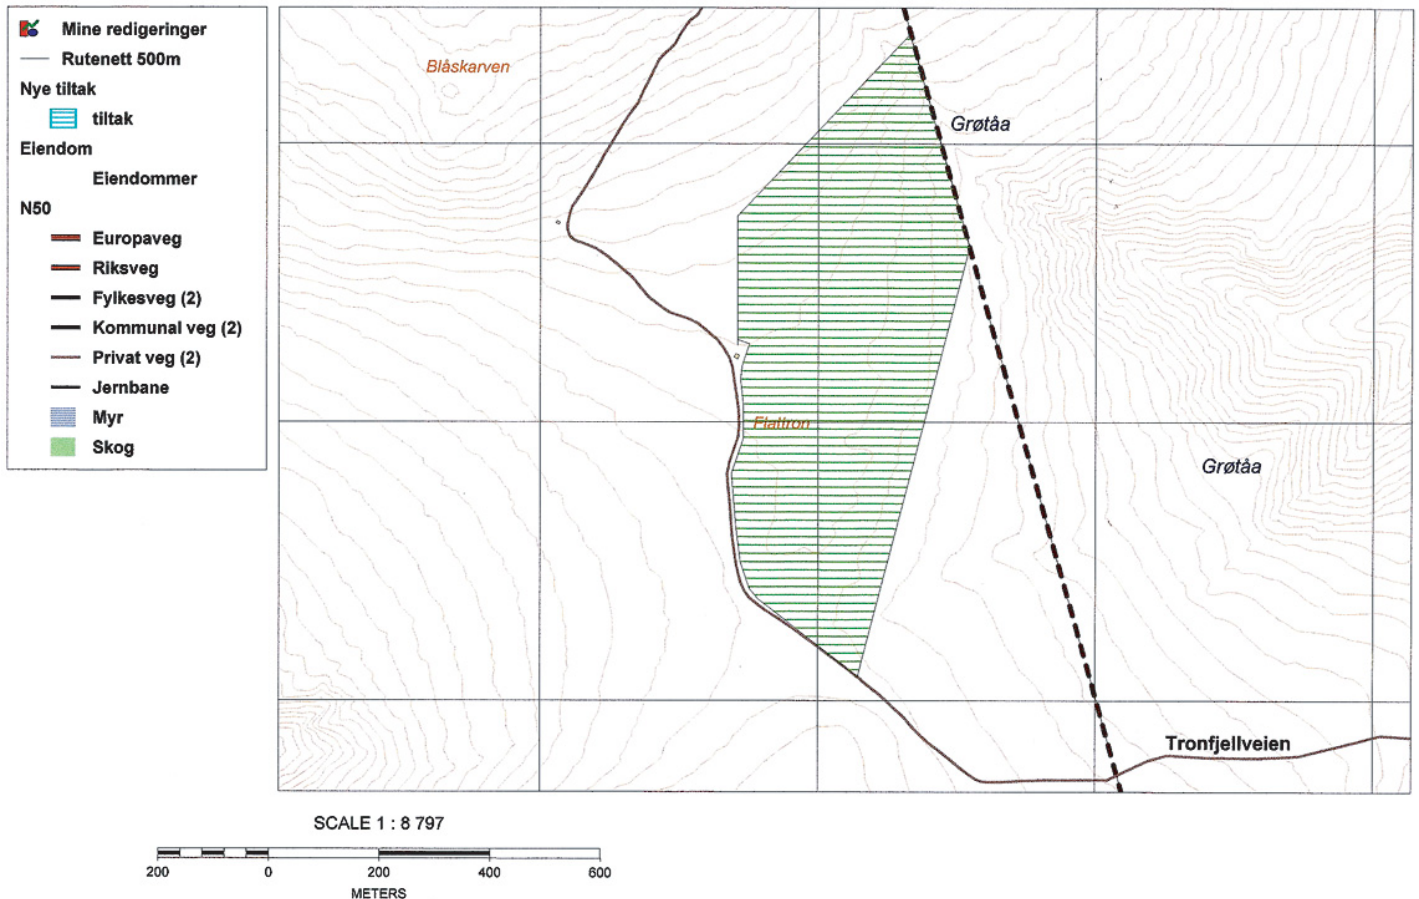 Mine redigeringer
Rutenett 500m
Nye tiltak
tiltak
Eiendom
Eiendommer
N50
Europaveg
Riksveg
Fylkesveg (2)
Kommunal veg (2)
Privat veg (2)
Jernbane
Myr
Skog
Blåskarven
Grøtåa
Flattron
Grøtåa
Tronfjellveien
SCALE 1 : 8 797
200 0 200 400 600
METERS